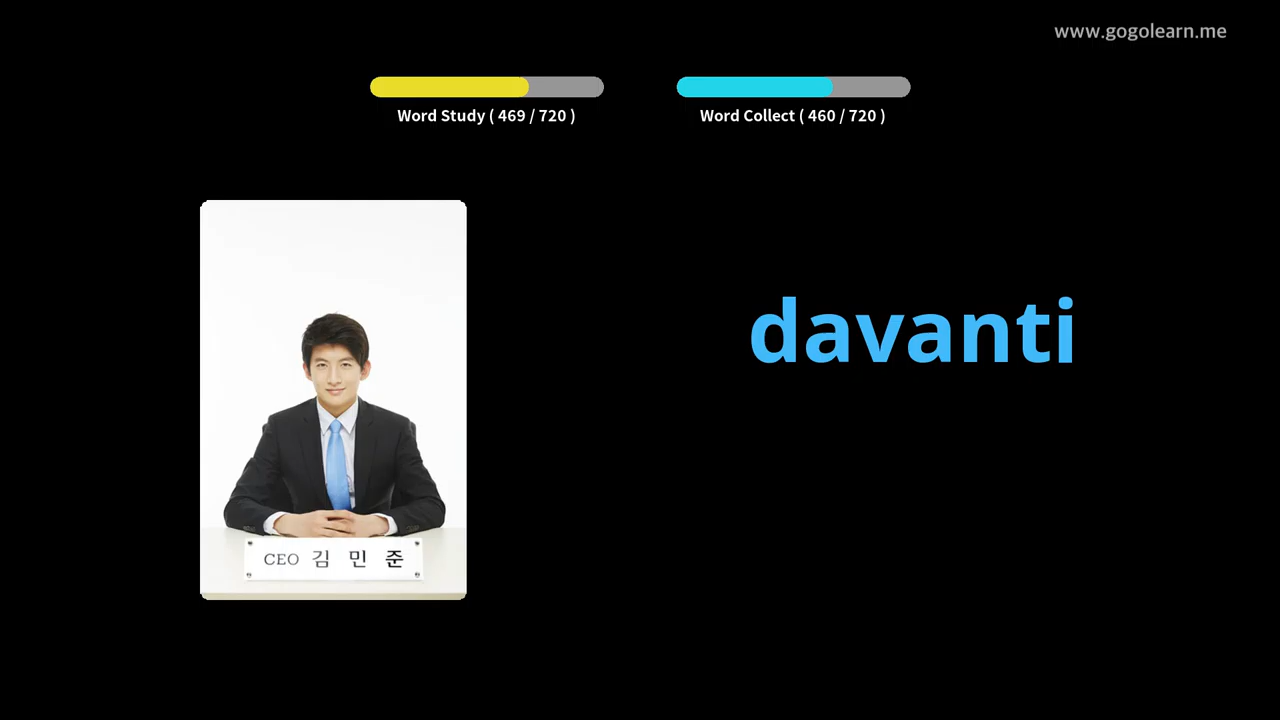 www.gogolearn.me
Word Study ( 469 / 720 )
Word Collect ( 460 / 720 )
davanti
CEO 김 민 준